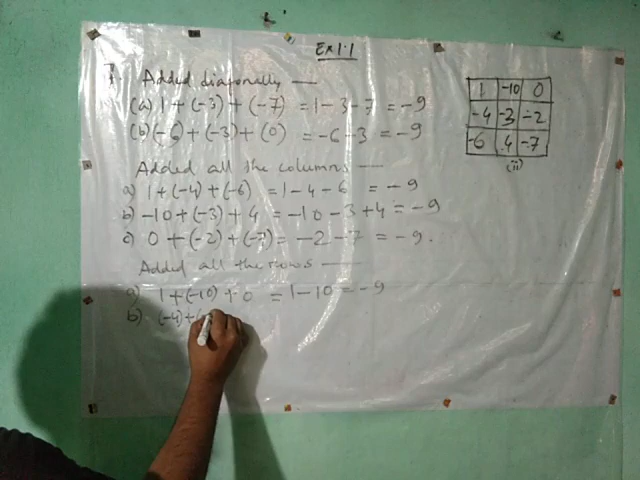 Ex 1.1
7. Added diagonally —
(a) 1 + (-3) + (-7) = 1 - 3 - 7 = -9
(b) (-6) + (-3) + (0) = -6 - 3 = -9
Added all the columns —
a) 1 + (-4) + (-6) = 1 - 4 - 6 = -9
b) -10 + (-3) + 4 = -10 - 3 + 4 = -9
c) 0 + (-2) + (-7) = -2 - 7 = -9.
Added all the rows —
a) 1 + (-10) + 0 = 1 - 10 = -9
b) (-4) + (
1 -10 0
-4 -3 -2
-6 4 -7
(ii)